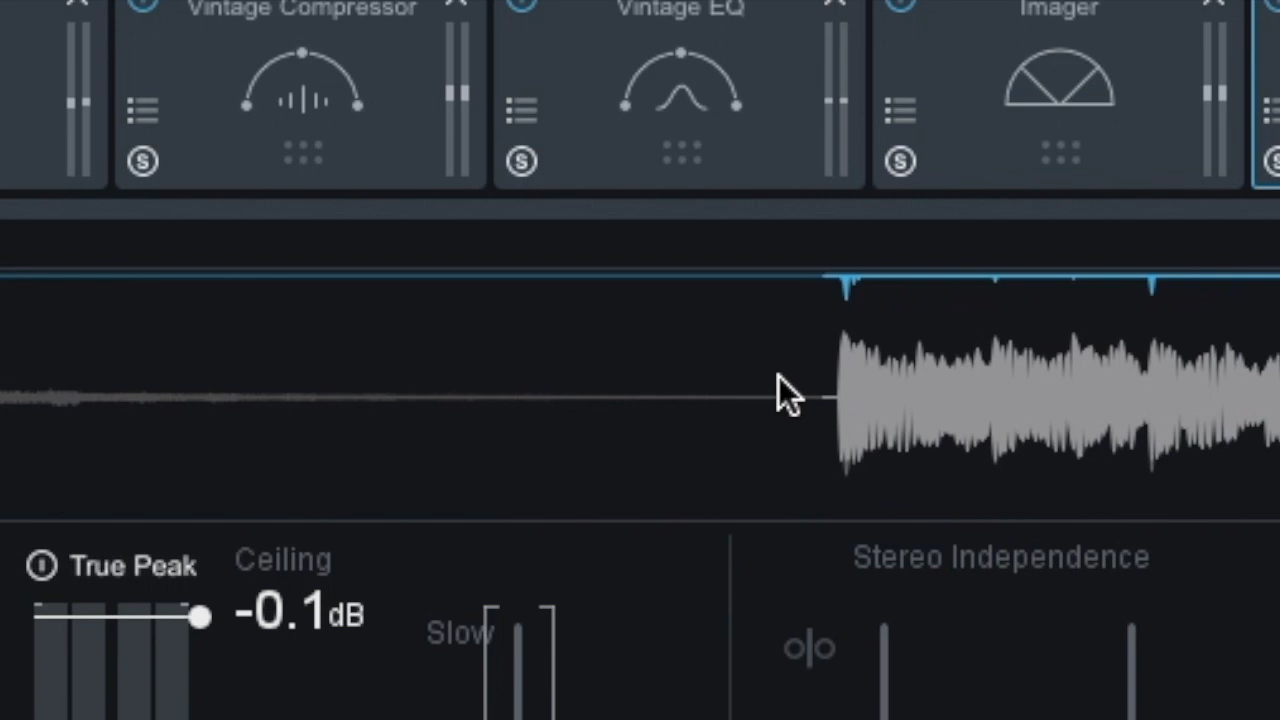 Vintage Compressor
Vintage EQ
Imager
S
S
S
S
True Peak
Ceiling
-0.1dB
Slow
Stereo Independence